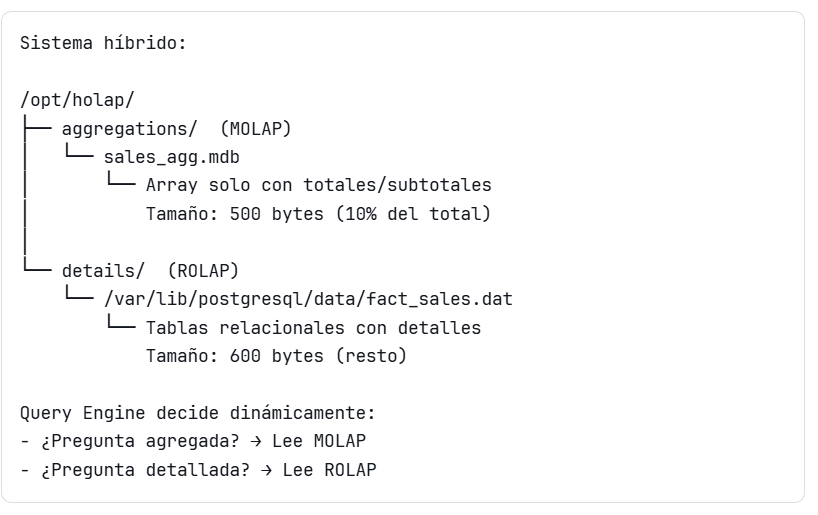 Sistema híbrido:
/opt/holap/
├── aggregations/  (MOLAP)
│   └── sales_agg.mdb
│       └── Array solo con totales/subtotales
│           Tamaño: 500 bytes (10% del total)
│
└── details/  (ROLAP)
    └── /var/lib/postgresql/data/fact_sales.dat
        └── Tablas relacionales con detalles
            Tamaño: 600 bytes (resto)
Query Engine decide dinámicamente:
- ¿Pregunta agregada? → Lee MOLAP
- ¿Pregunta detallada? → Lee ROLAP